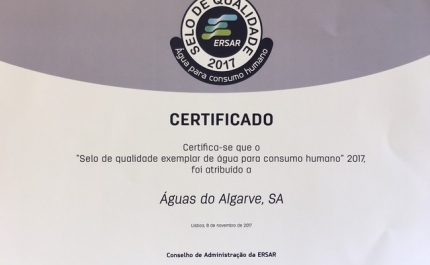 SELO DE QUALIDADE
ERSAR
2017
Água para consumo humano
CERTIFICADO
Certifica-se que o
"Selo de qualidade exemplar de água para consumo humano" 2017,
foi atribuído a
Águas do Algarve, SA
Lisboa, 8 de novembro de 2017
Conselho de Administração da ERSAR